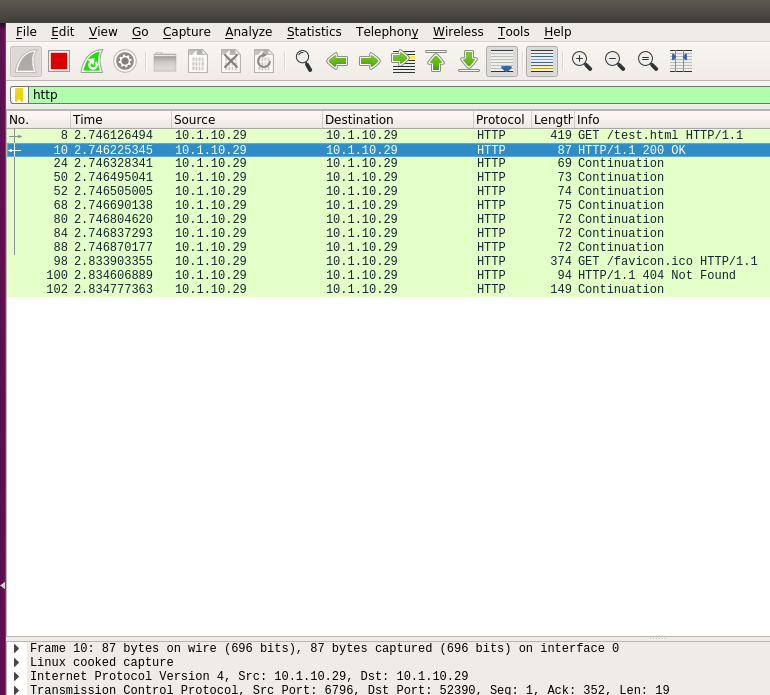 File Edit View Go Capture Analyze Statistics Telephony Wireless Tools Help
http
No. Time Source Destination Protocol Length Info
8 2.746126494 10.1.10.29 10.1.10.29 HTTP 419 GET /test.html HTTP/1.1
10 2.746225345 10.1.10.29 10.1.10.29 HTTP 87 HTTP/1.1 200 OK
24 2.746328341 10.1.10.29 10.1.10.29 HTTP 69 Continuation
50 2.746495041 10.1.10.29 10.1.10.29 HTTP 73 Continuation
52 2.746505005 10.1.10.29 10.1.10.29 HTTP 74 Continuation
68 2.746690138 10.1.10.29 10.1.10.29 HTTP 75 Continuation
80 2.746804620 10.1.10.29 10.1.10.29 HTTP 72 Continuation
84 2.746837293 10.1.10.29 10.1.10.29 HTTP 72 Continuation
88 2.746870177 10.1.10.29 10.1.10.29 HTTP 72 Continuation
98 2.833903355 10.1.10.29 10.1.10.29 HTTP 374 GET /favicon.ico HTTP/1.1
100 2.834606889 10.1.10.29 10.1.10.29 HTTP 94 HTTP/1.1 404 Not Found
102 2.834777363 10.1.10.29 10.1.10.29 HTTP 149 Continuation
Frame 10: 87 bytes on wire (696 bits), 87 bytes captured (696 bits) on interface 0
Linux cooked capture
Internet Protocol Version 4, Src: 10.1.10.29, Dst: 10.1.10.29
Transmission Control Protocol, Src Port: 6796, Dst Port: 52390, Seq: 1, Ack: 352, Len: 19